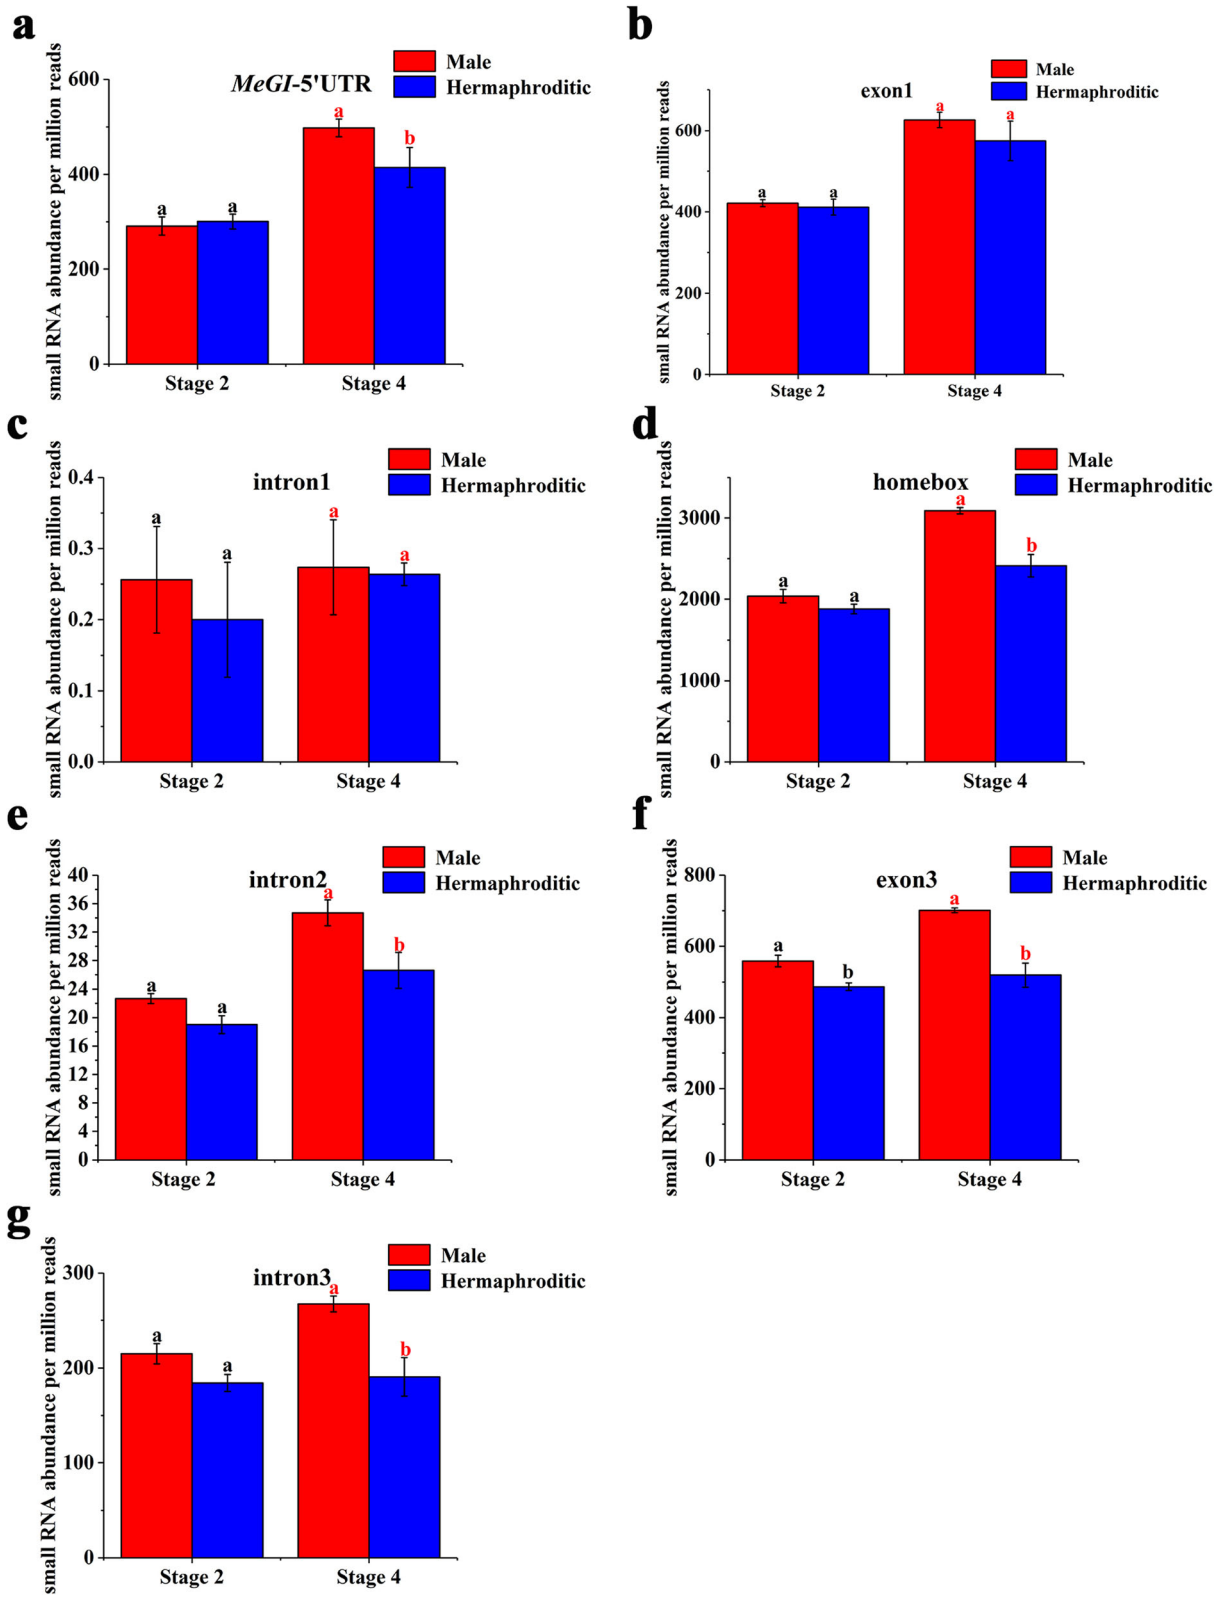 a
small RNA abundance per million reads
MeGI-5'UTR
Male
Hermaphroditic
600
400
200
0
a
a
a
b
Stage 2
Stage 4
b
small RNA abundance per million reads
exon1
Male
Hermaphroditic
600
400
200
0
a
a
a
a
Stage 2
Stage 4
c
small RNA abundance per million reads
intron1
Male
Hermaphroditic
0.4
0.3
0.2
0.1
0.0
a
a
a
a
Stage 2
Stage 4
d
small RNA abundance per million reads
homebox
Male
Hermaphroditic
3000
2000
1000
0
a
a
a
b
Stage 2
Stage 4
e
small RNA abundance per million reads
intron2
Male
Hermaphroditic
40
36
32
28
24
20
16
12
8
4
0
a
a
a
b
Stage 2
Stage 4
f
small RNA abundance per million reads
exon3
Male
Hermaphroditic
800
600
400
200
0
a
b
a
b
Stage 2
Stage 4
g
small RNA abundance per million reads
intron3
Male
Hermaphroditic
300
200
100
0
a
a
a
b
Stage 2
Stage 4